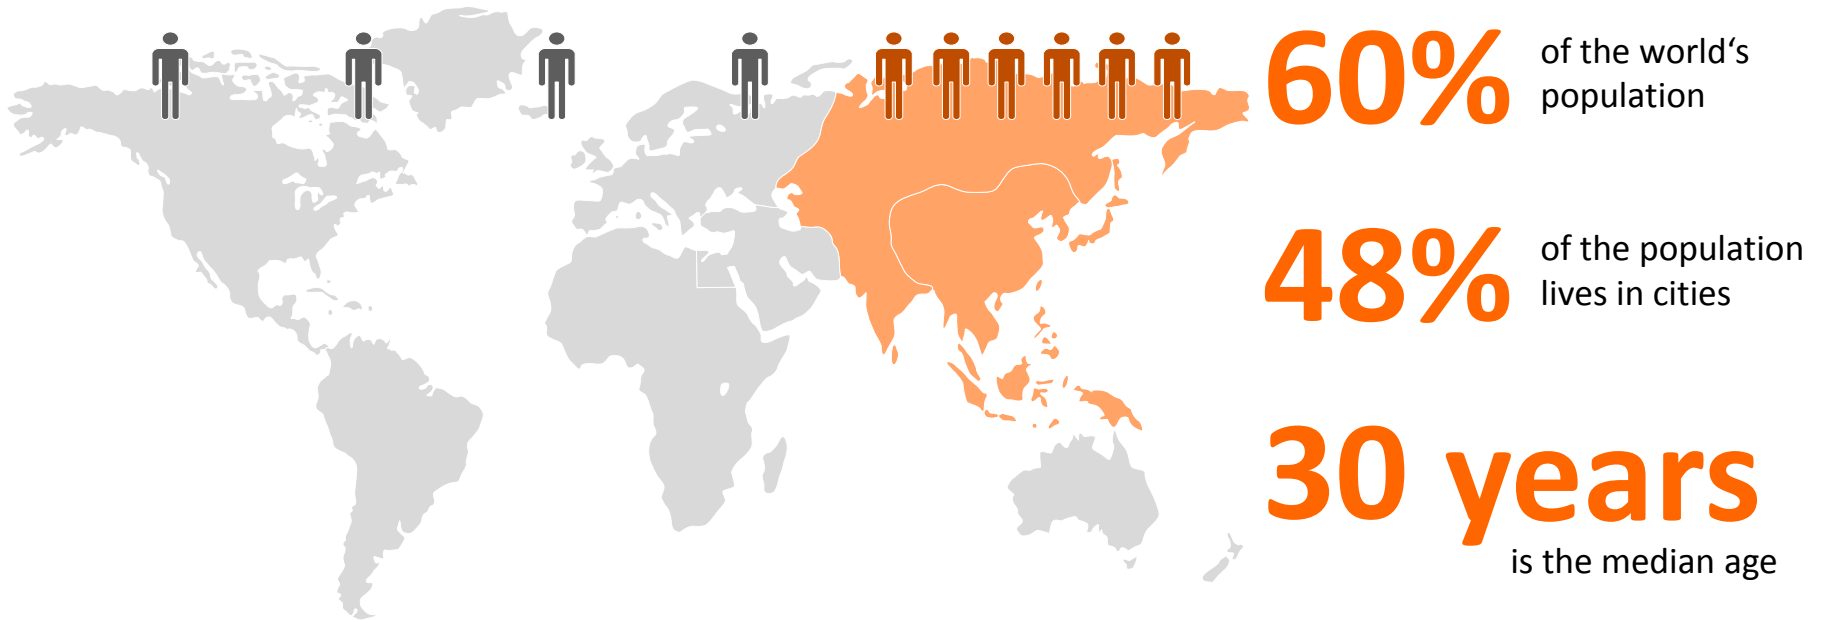 60%
of the world‘s
population
48%
of the population
lives in cities
30 years
is the median age